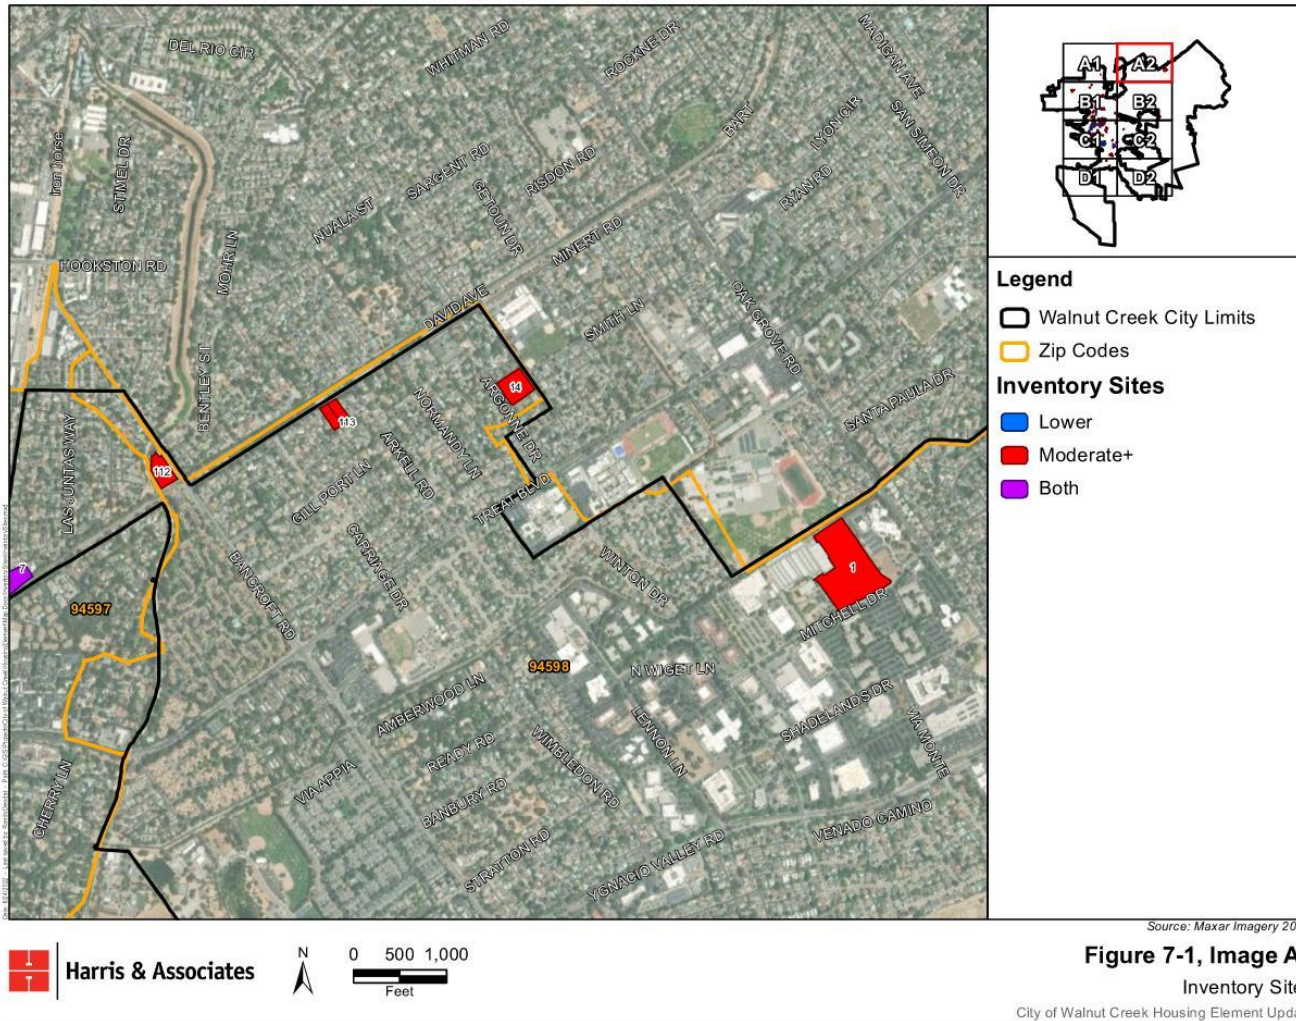 DEL RIO CIR
WHITMAN RD
ROCKNE DR
MADIGAN AVE
BART
LYON CIR
SAN SIMEON DR
iron horse
STIMEL DR
SARGENT RD
RISDON RD
GETOUN DR
RYAN RD
NUALA ST
MINERT RD
MOHR LN
HOOKSTON RD
DAVID AVE
SMITH LN
OAK GROVE RD
BENTLEY ST
SANTA PAULA DR
14
ARGONNE DR
NORMANDY LN
113
LAS JUNTAS WAY
112
ARKELL RD
GILL PORT LN
TREAT BLVD
CARRIAGE DR
BANCROFT RD
WINTON DR
7
1
94597
MITCHELL DR
94598
N WIGET LN
AMBERWOOD LN
SHADELANDS DR
LENNON LN
VIA MONTE
READY RD
WIMBLEDON RD
CHERRY LN
VIA APPIA
BANBURY RD
VENADO CAMINO
STRATTON RD
YGNACIO VALLEY RD
A1
A2
B1
B2
C1
C2
D1
D2
Legend
Walnut Creek City Limits
Zip Codes
Inventory Sites
Lower
Moderate+
Both
Source: Maxar Imagery 20
Harris & Associates
N
0 500 1,000
Feet
Figure 7-1, Image A
Inventory Site
City of Walnut Creek Housing Element Upda